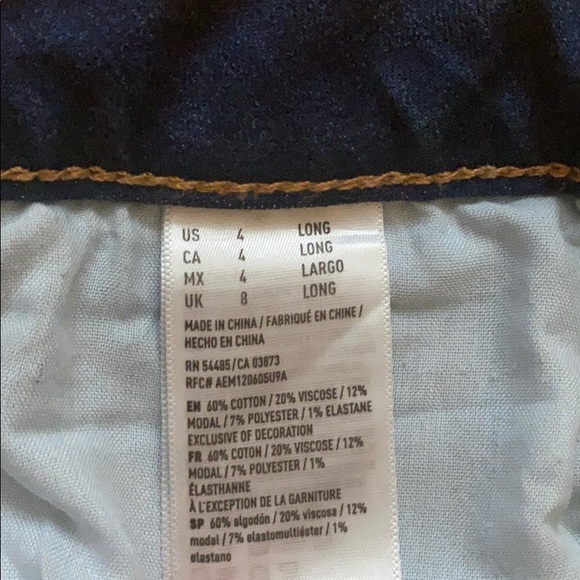 US 4 LONG
CA 4 LONG
MX 4 LARGO
UK 8 LONG
MADE IN CHINA / FABRIQUÉ EN CHINE /
HECHO EN CHINA
RN 54485/CA 03873
RFC# AEM120605U9A
EN 60% COTTON / 20% VISCOSE / 12%
MODAL / 7% POLYESTER / 1% ELASTANE
EXCLUSIVE OF DECORATION
FR 60% COTON / 20% VISCOSE / 12%
MODAL / 7% POLYESTER / 1%
ÉLASTHANNE
À L'EXCEPTION DE LA GARNITURE
SP 60% algodón / 20% viscosa / 12%
modal / 7% elastomultiéster / 1%
elastano